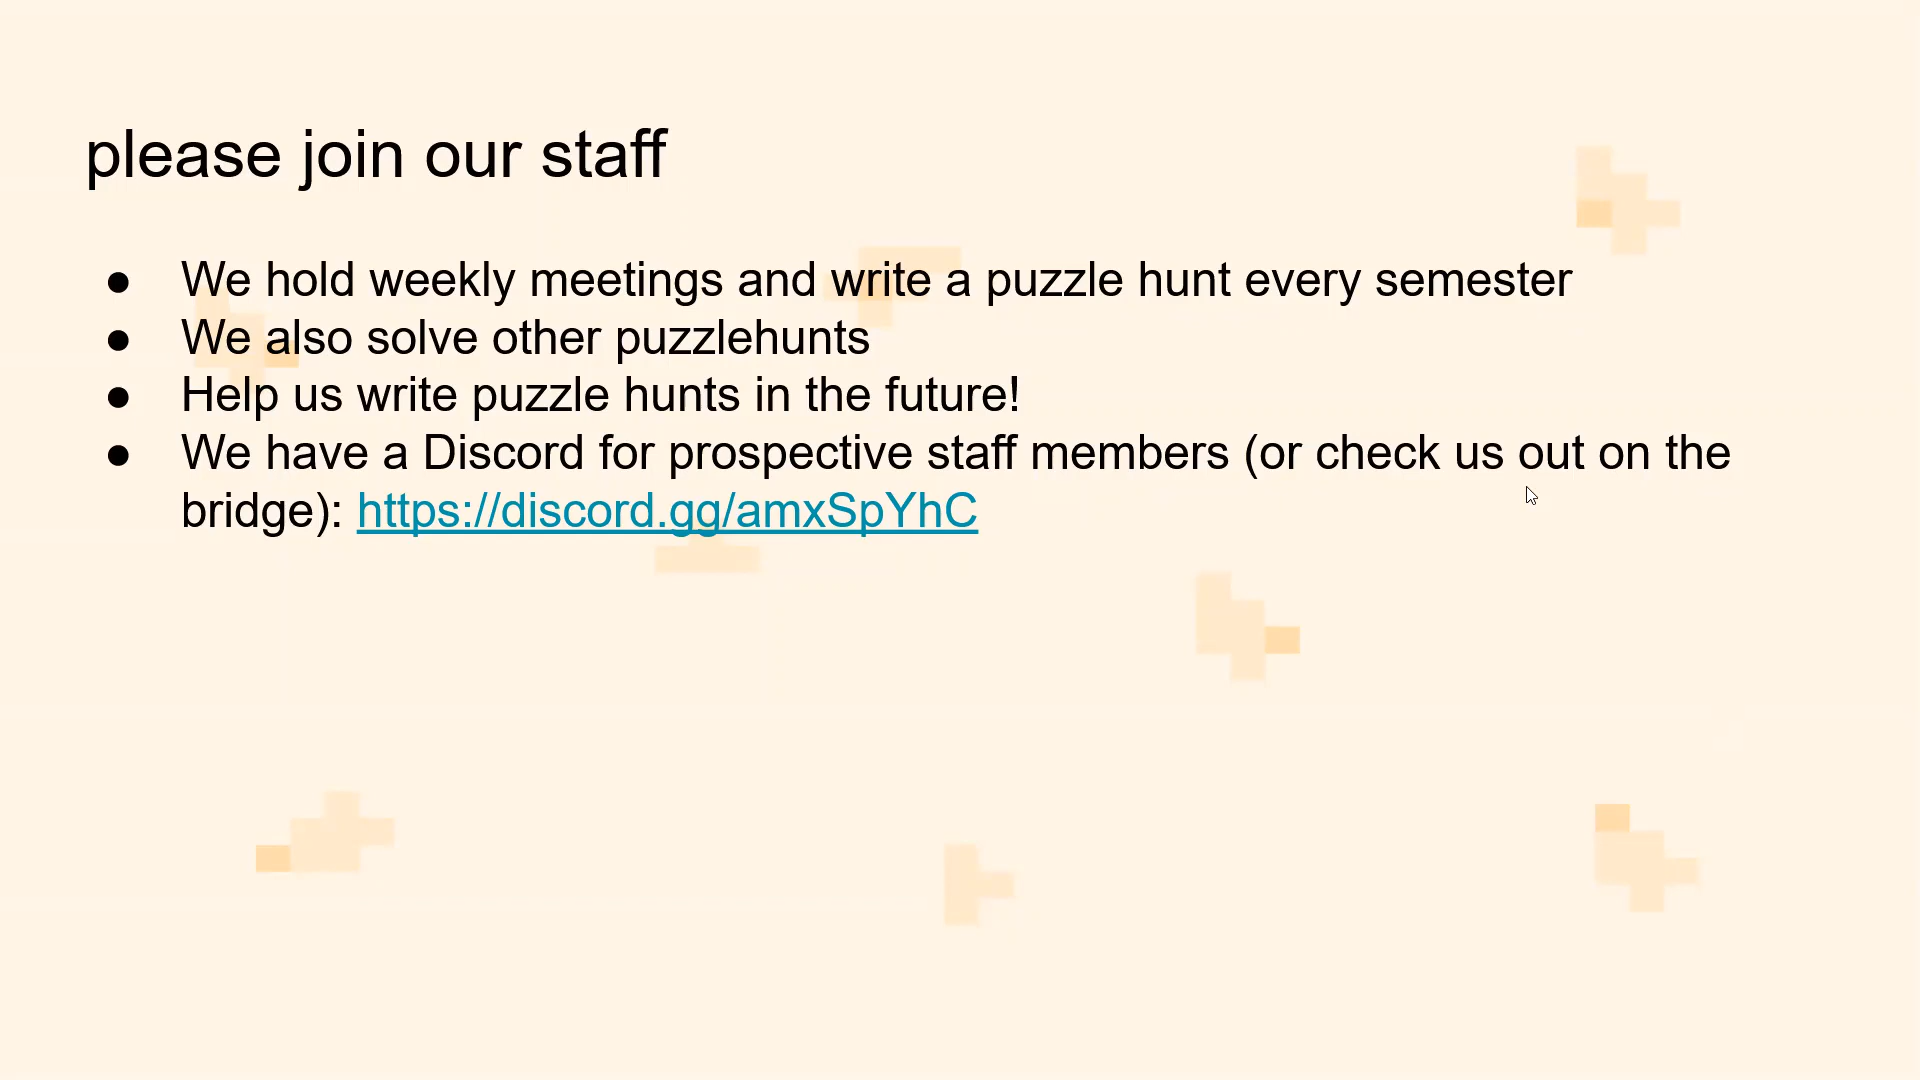 please join our staff
● We hold weekly meetings and write a puzzle hunt every semester
● We also solve other puzzlehunts
● Help us write puzzle hunts in the future!
● We have a Discord for prospective staff members (or check us out on the
bridge): https://discord.gg/amxSpYhC